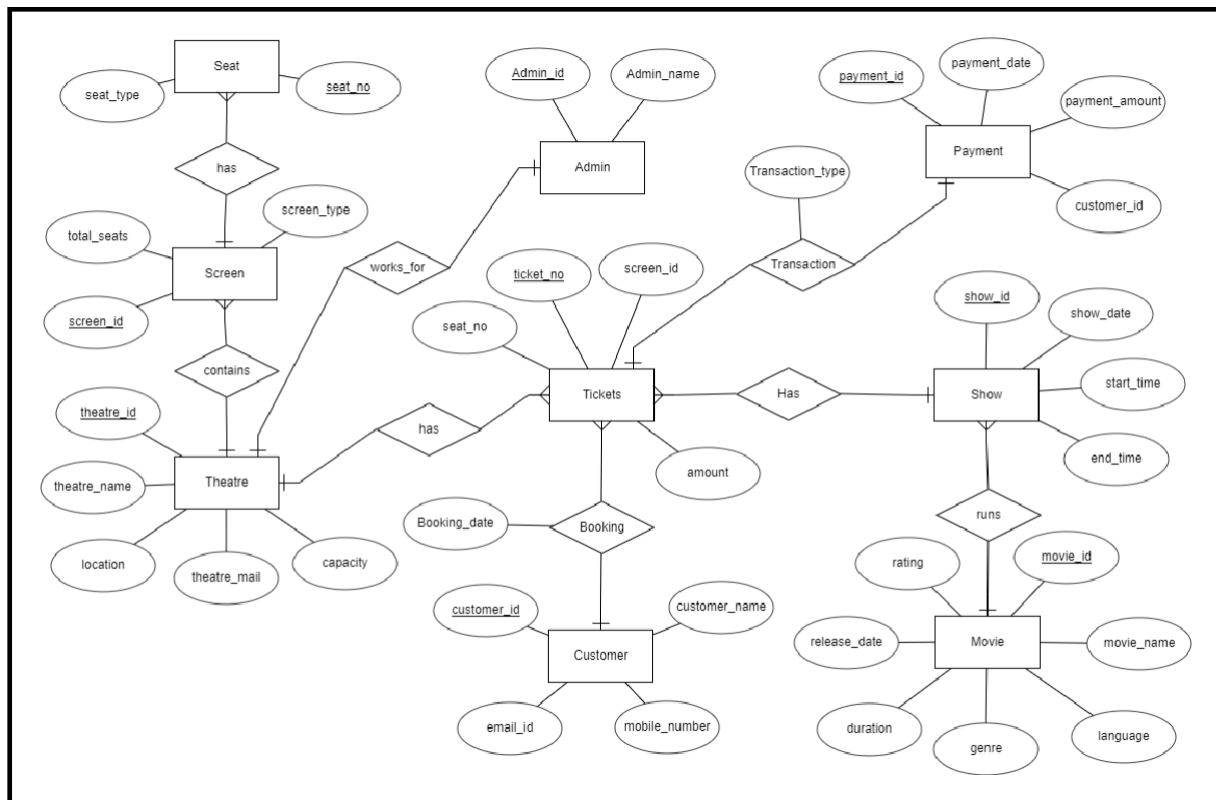 Seat
seat_type
seat_no
has
total_seats
screen_type
Screen
screen_id
contains
theatre_id
theatre_name
Theatre
location
theatre_mail
capacity
Admin_id
Admin_name
Admin
works_for
has
payment_id
payment_date
payment_amount
Payment
customer_id
Transaction_type
Transaction
ticket_no
screen_id
seat_no
Tickets
amount
Has
show_id
show_date
Show
start_time
end_time
Booking_date
Booking
customer_id
customer_name
Customer
email_id
mobile_number
runs
rating
movie_id
release_date
Movie
movie_name
duration
genre
language